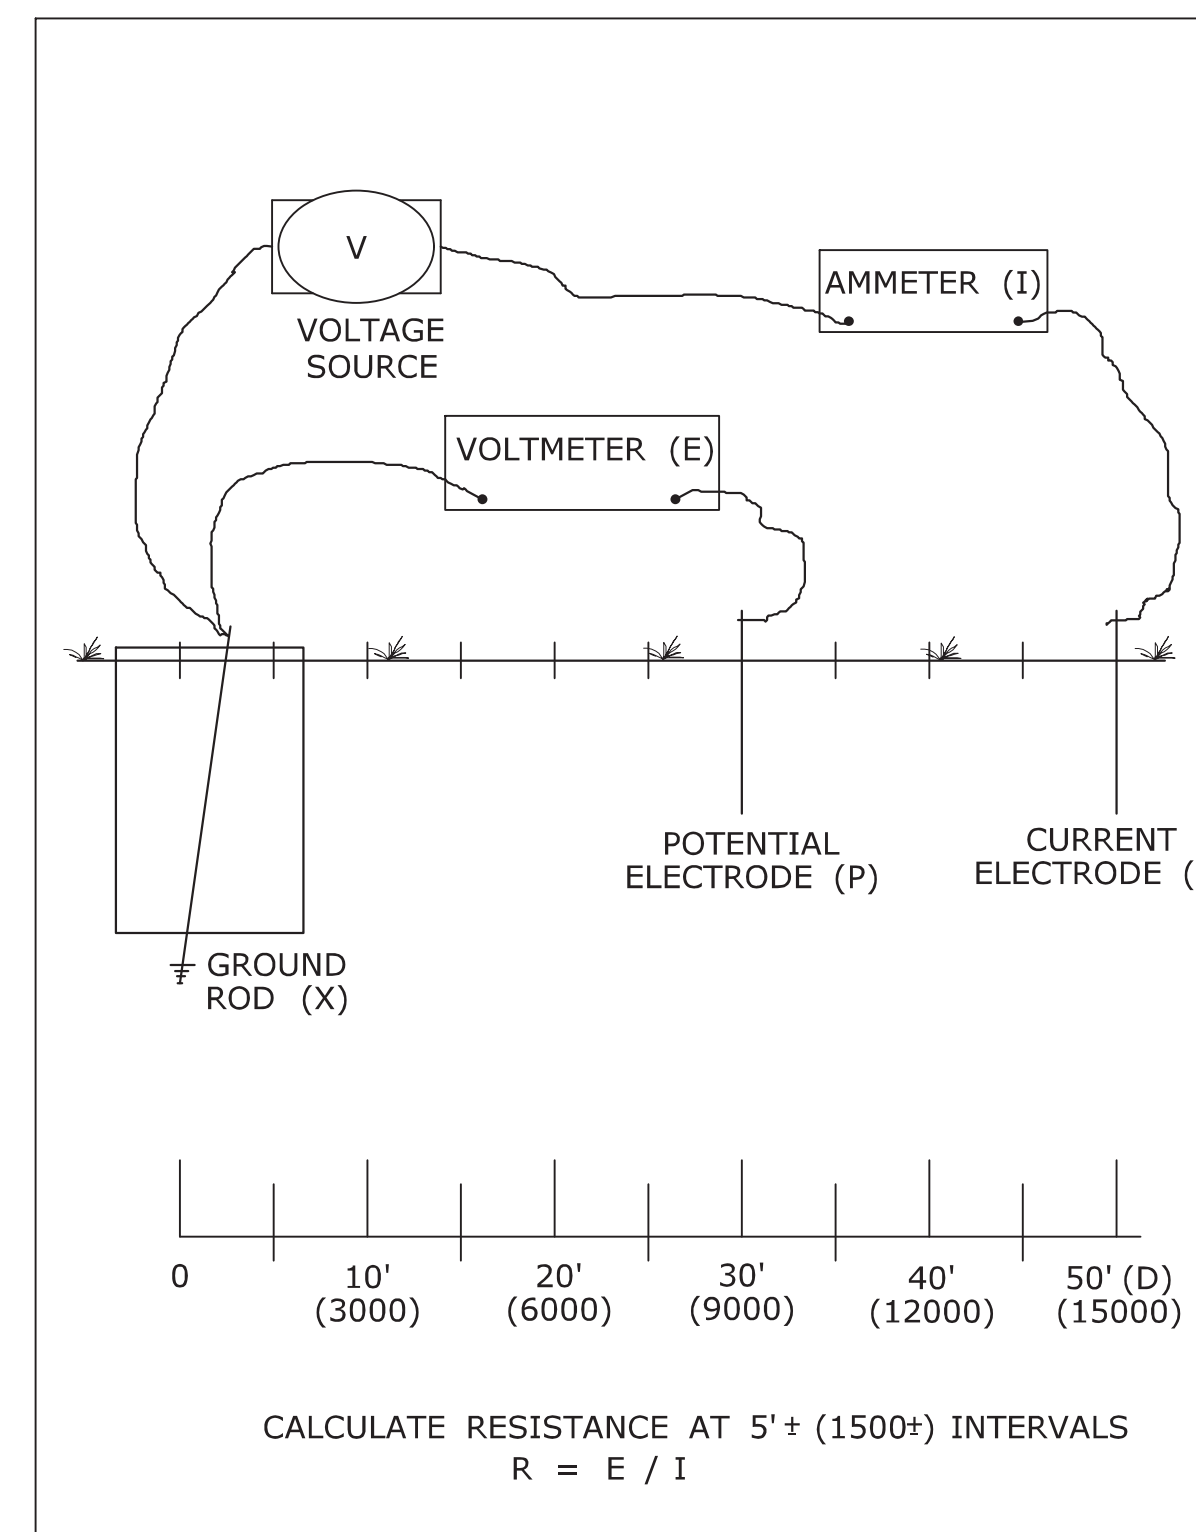 V
VOLTAGE
SOURCE
AMMETER (I)
VOLTMETER (E)
POTENTIAL
ELECTRODE (P)
CURRENT
ELECTRODE (
GROUND
ROD (X)
0 10' 20' 30' 40' 50' (D)
(3000) (6000) (9000) (12000) (15000)
CALCULATE RESISTANCE AT 5' ± (1500±) INTERVALS
R = E / I